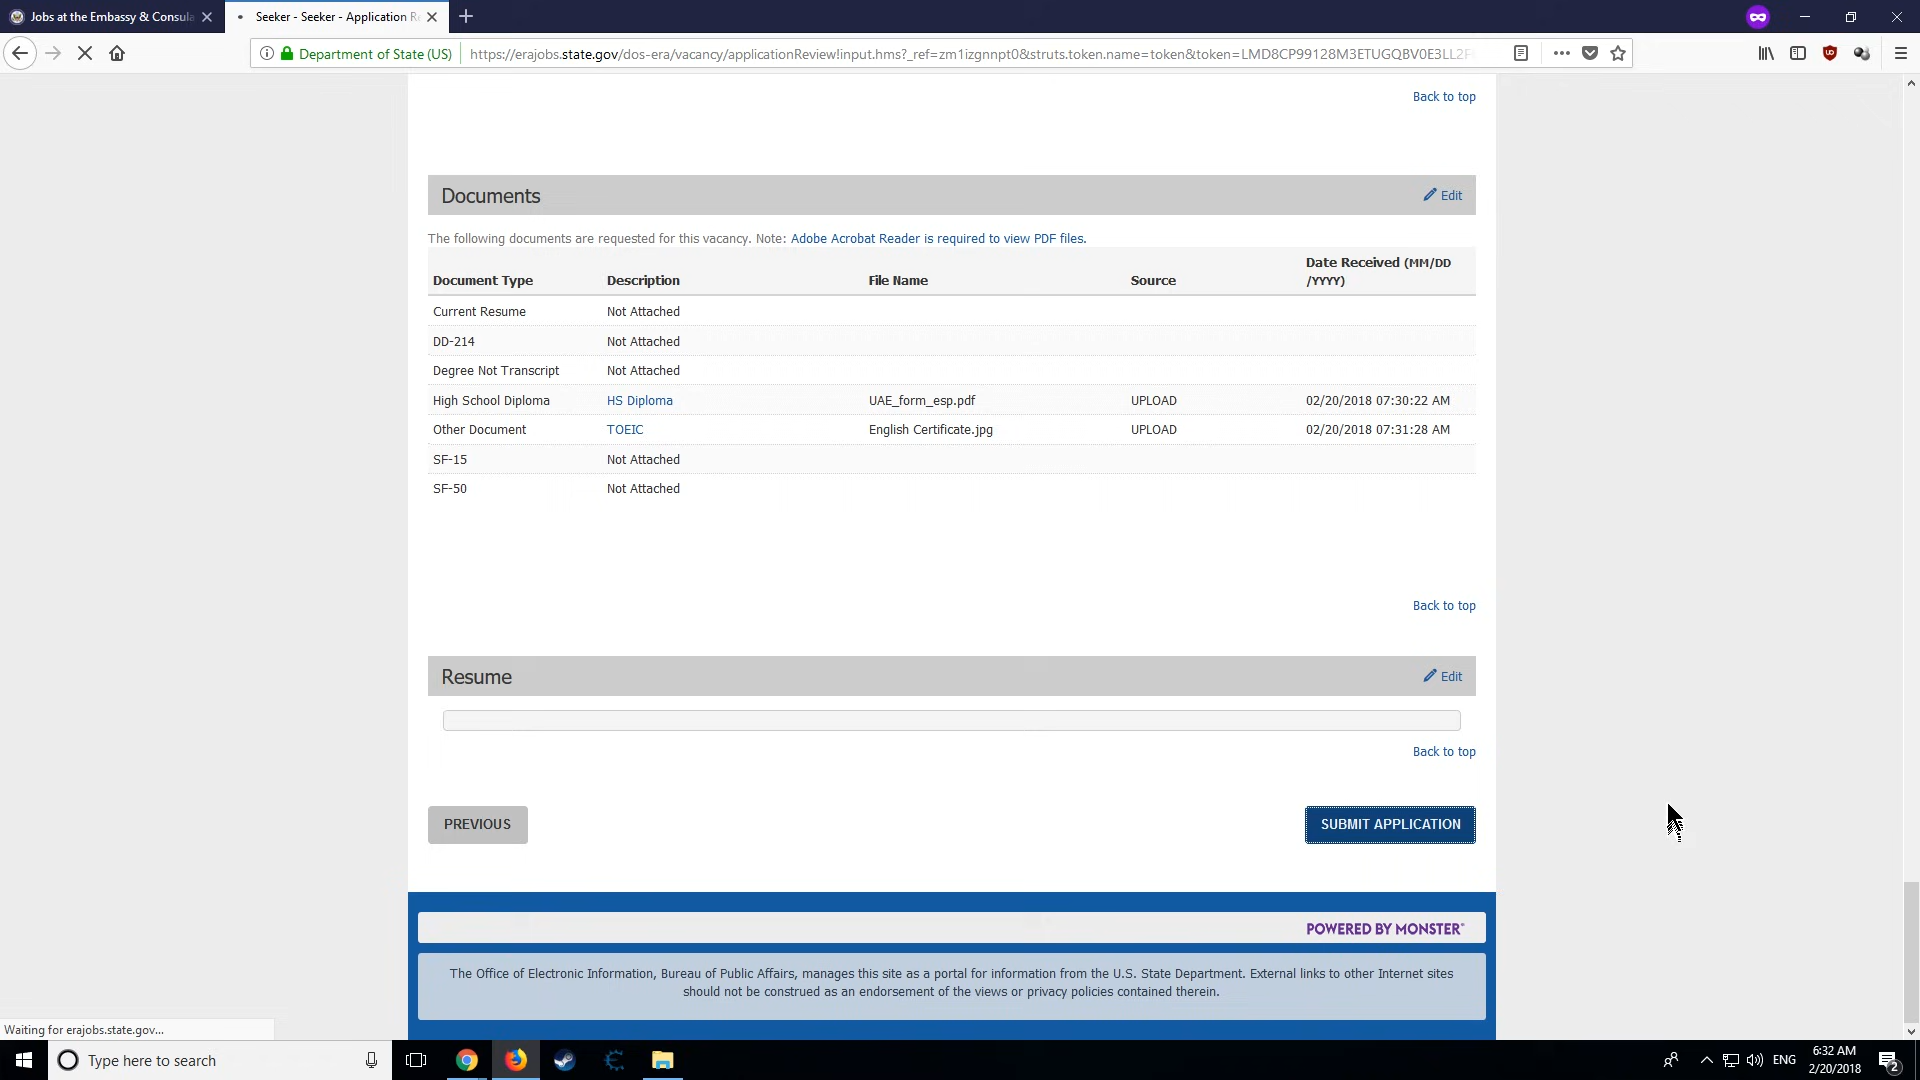 Jobs at the Embassy & Consula
Seeker - Seeker - Application R
Department of State (US)
https://erajobs.state.gov/dos-era/vacancy/applicationReview!input.hms?_ref=zm1izgnnpt0&struts.token.name=token&token=LMD8CP99128M3ETUGQBV0E3LL2F
Back to top
Documents
Edit
The following documents are requested for this vacancy. Note: Adobe Acrobat Reader is required to view PDF files.
Document Type Description File Name Source Date Received (MM/DD
/YYYY)
Current Resume Not Attached
DD-214 Not Attached
Degree Not Transcript Not Attached
High School Diploma HS Diploma UAE_form_esp.pdf UPLOAD 02/20/2018 07:30:22 AM
Other Document TOEIC English Certificate.jpg UPLOAD 02/20/2018 07:31:28 AM
SF-15 Not Attached
SF-50 Not Attached
Back to top
Resume
Edit
Back to top
PREVIOUS
SUBMIT APPLICATION
POWERED BY MONSTER
The Office of Electronic Information, Bureau of Public Affairs, manages this site as a portal for information from the U.S. State Department. External links to other Internet sites
should not be construed as an endorsement of the views or privacy policies contained therein.
Waiting for erajobs.state.gov...
Type here to search
ENG
6:32 AM
2/20/2018
2